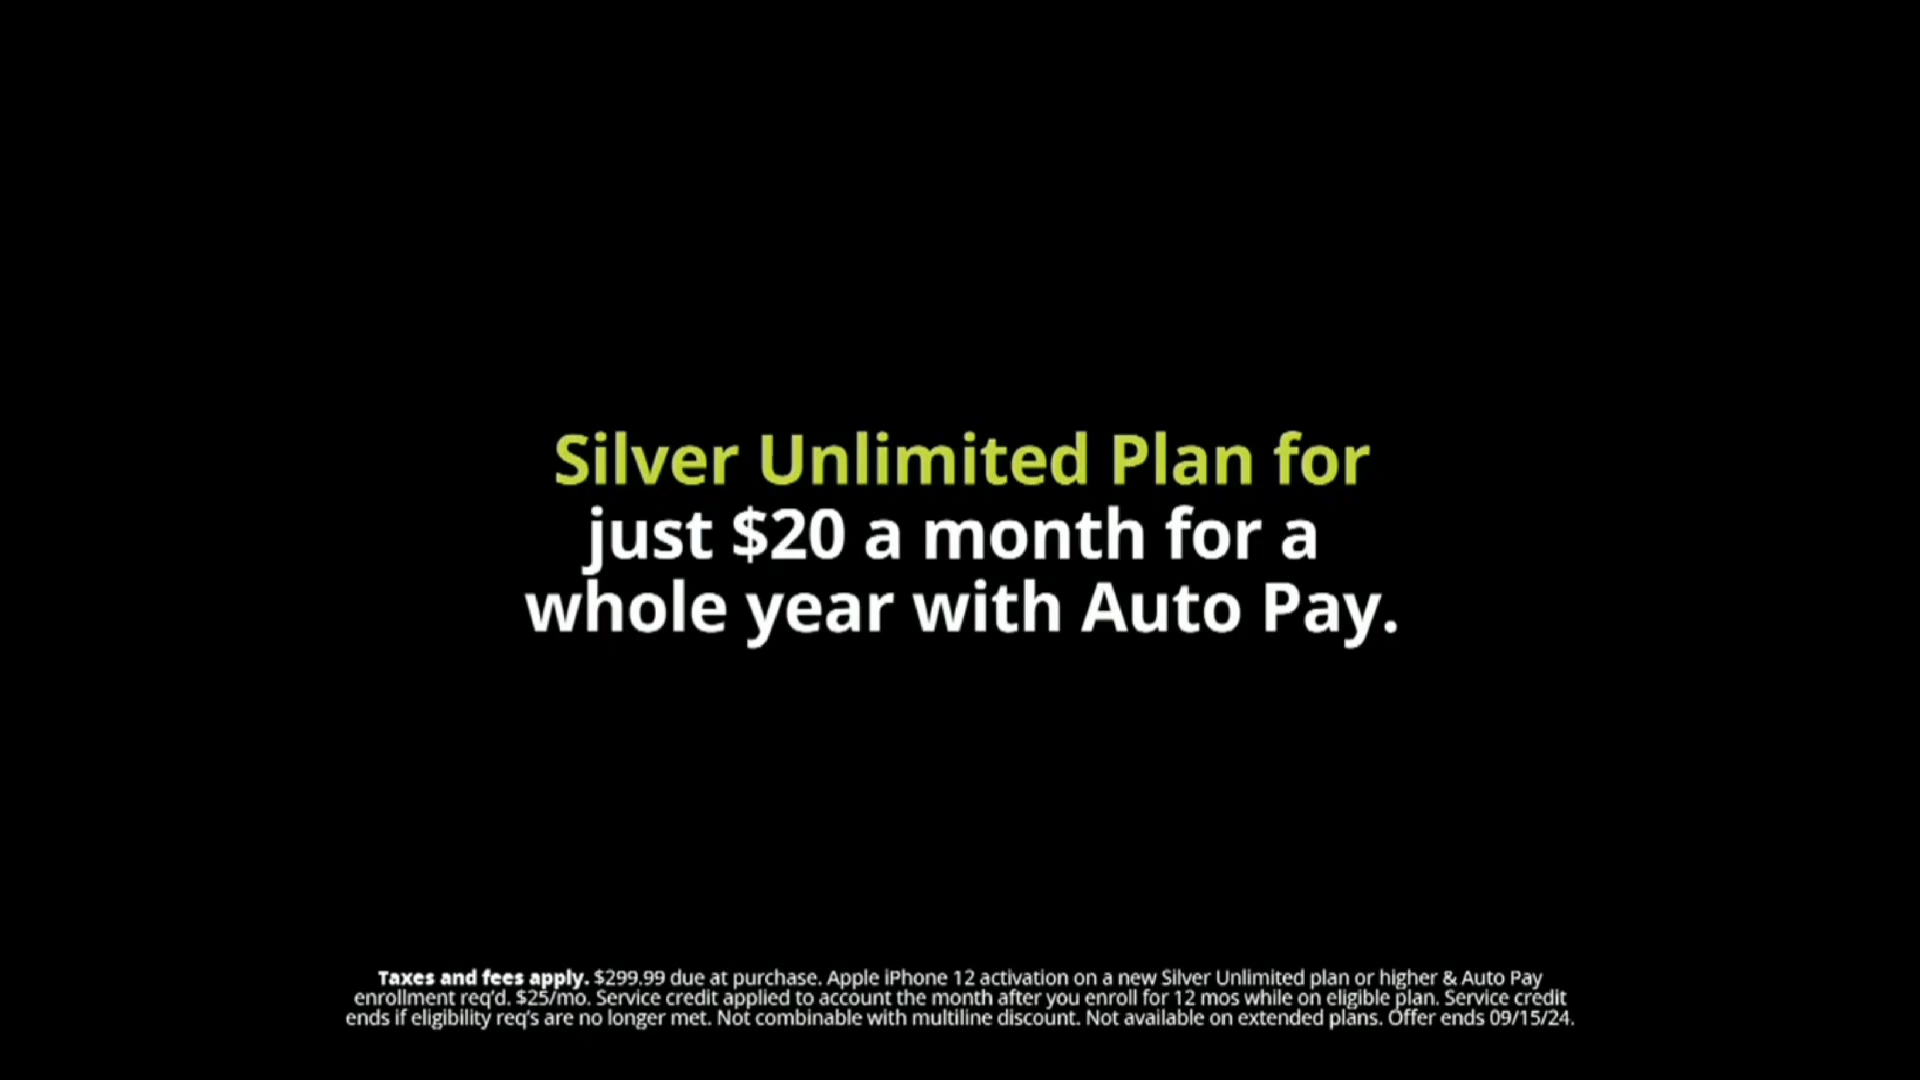 Silver Unlimited Plan for
just $20 a month for a
whole year with Auto Pay.
Taxes and fees apply. $299.99 due at purchase. Apple iPhone 12 activation on a new Silver Unlimited plan or higher & Auto Pay
enrollment req'd. $25/mo. Service credit applied to account the month after you enroll for 12 mos while on eligible plan. Service credit
ends if eligibility req's are no longer met. Not combinable with multiline discount. Not available on extended plans. Offer ends 09/15/24.